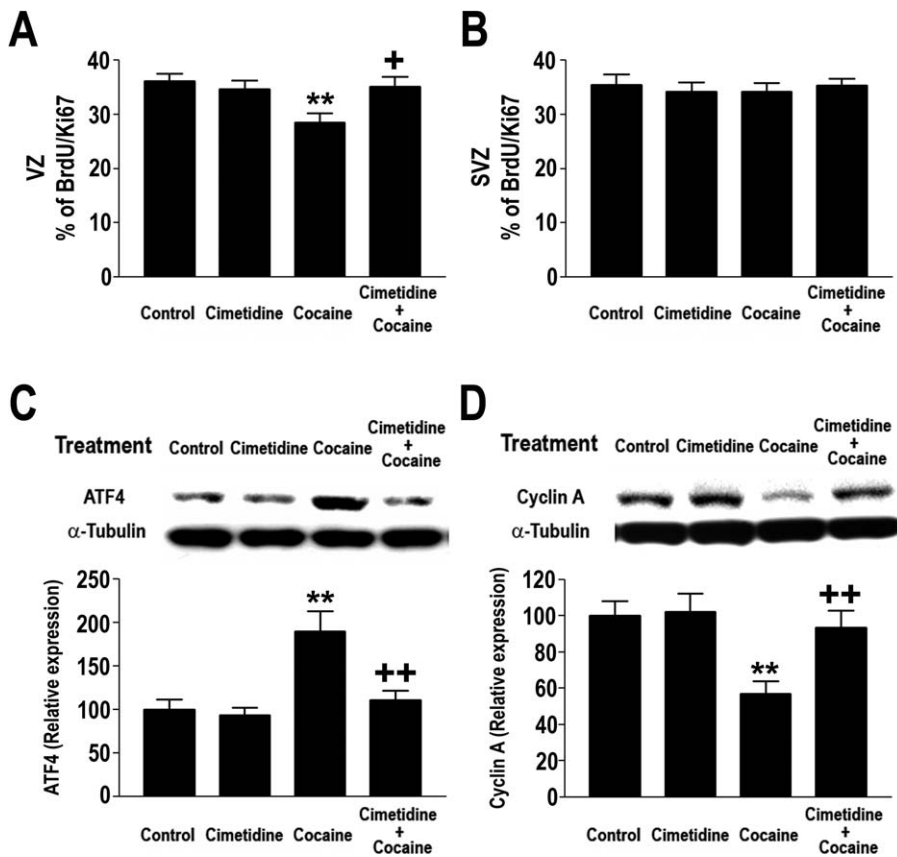 A
VZ
% of BrdU/Ki67
40
30
20
10
0
**
+
Control
Cimetidine
Cocaine
Cimetidine
+
Cocaine
B
SVZ
% of BrdU/Ki67
40
30
20
10
0
Control
Cimetidine
Cocaine
Cimetidine
+
Cocaine
C
Treatment
Control
Cimetidine
Cocaine
Cimetidine
+
Cocaine
ATF4
α-Tubulin
ATF4 (Relative expression)
250
200
150
100
50
0
**
++
Control
Cimetidine
Cocaine
Cimetidine
+
Cocaine
D
Treatment
Control
Cimetidine
Cocaine
Cimetidine
+
Cocaine
Cyclin A
α-Tubulin
Cyclin A (Relative expression)
120
100
80
60
40
20
0
**
++
Control
Cimetidine
Cocaine
Cimetidine
+
Cocaine